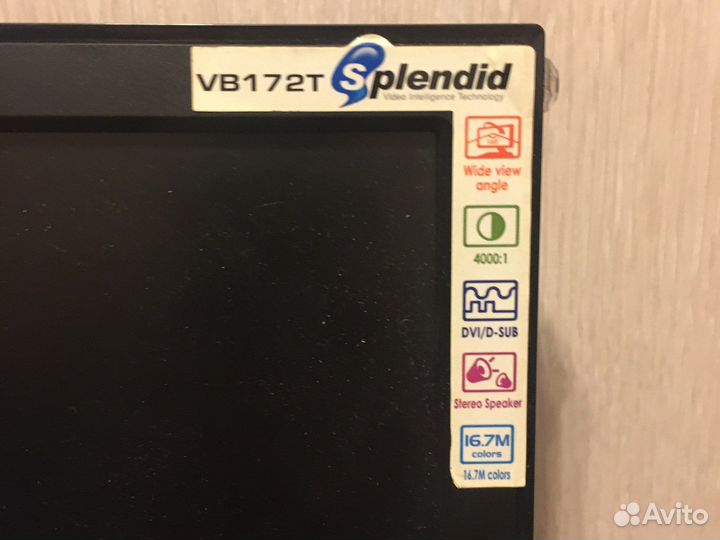 VB172T Splendid
Video Intelligence Technology
Wide view
angle
4000:1
DVI/D-SUB
Stereo Speaker
16.7M
colors
16.7M colors
Avito